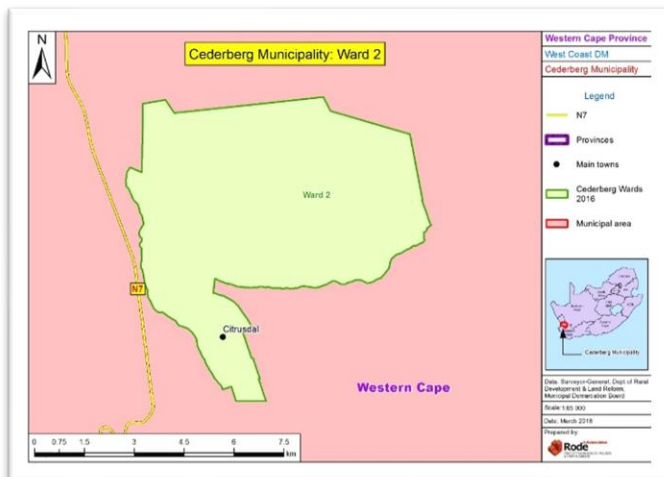 N
Cederberg Municipality: Ward 2
Ward 2
N7
Citrusdal
Western Cape
0 0.75 1.5 3 4.5 6 7.5
km
Western Cape Province
West Coast DM
Cederberg Municipality
Legend
N7
Provinces
Main towns
Cederberg Wards
2016
Municipal area
Cederberg Municipality
Data: Surveyor-General, Dept of Rural
Development & Land Reform,
Municipal Demarcation Board
Scale: 1:65 000
Date: March 2018
Prepared by:
Rode